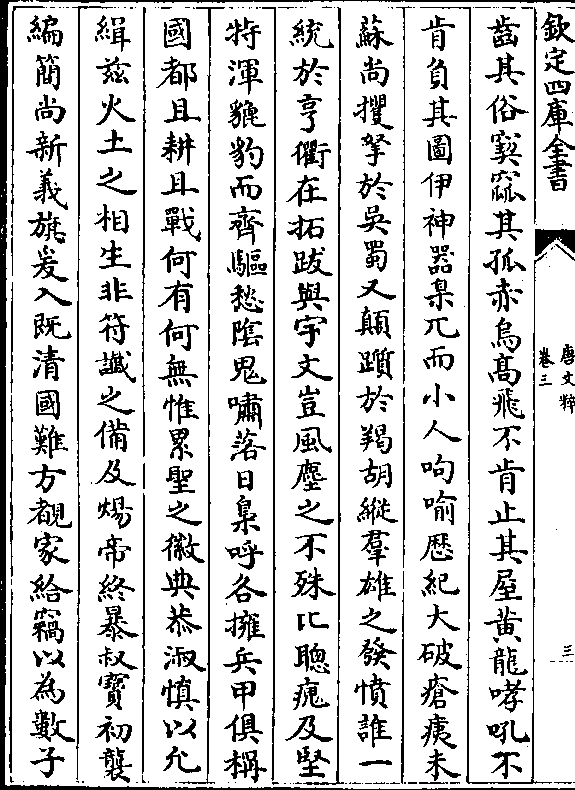 欽定四庫全書
唐文粹
卷三
三
齒其俗窫窳其孤赤烏髙飛不肯止其屋黄龍哮吼不
肯負其圖伊神器臬兀而小人呴喻厯紀大破瘡痍未
蘇尚攫拏於吳蜀又顛躓於羯胡縱羣雄之發憤誰一
統於亨衢在拓跋與宇文豈風塵之不殊比聰廆及堅
特渾貔豹而齊驅愁隂鬼嘯落日梟呼各擁兵甲俱稱
國都且耕且戰何有何無惟累聖之徽典恭淑慎以允
緝兹火土之相生非符䜟之備及煬帝終暴叔寳初襲
編簡尚新義旗爰入既清國難方覩家給竊以為數子